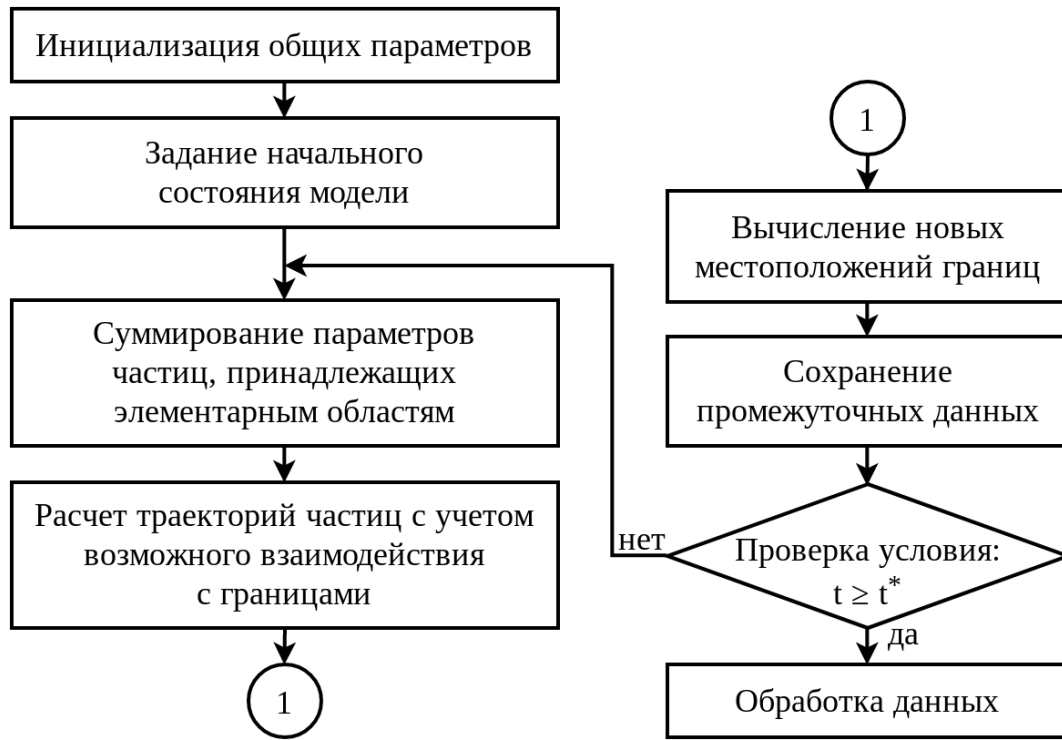 Инициализация общих параметров
Задание начального
состояния модели
Суммирование параметров
частиц, принадлежащих
элементарным областям
Расчет траекторий частиц с учетом
возможного взаимодействия
с границами
1
1
Вычисление новых
местоположений границ
Сохранение
промежуточных данных
нет
Проверка условия:
t ≥ t*
да
Обработка данных